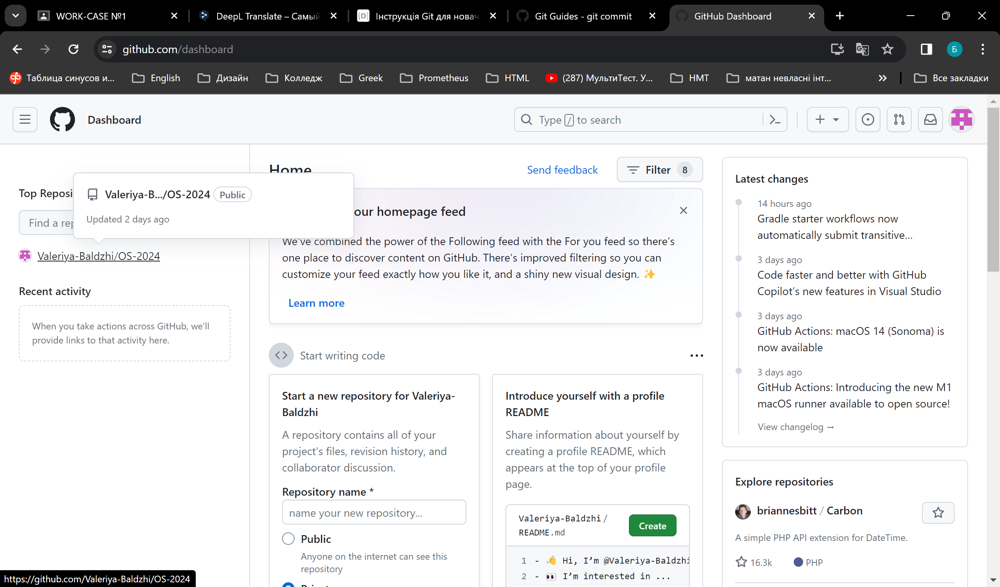 WORK-CASE №1
DeepL Translate – Самый
Інструкція Git для новач
Git Guides - git commit
GitHub Dashboard
github.com/dashboard
Б
Таблица синусов и...
English
Дизайн
Колледж
Greek
Prometheus
HTML
(287) МультиТест. У...
НМТ
матан невласні інт...
Все закладки
Dashboard
Type / to search
Top Reposi
Valeriya-B.../OS-2024 Public
Updated 2 days ago
Find a rep
Valeriya-Baldzhi/OS-2024
Recent activity
When you take actions across GitHub, we’ll
provide links to that activity here.
Home
Send feedback
Filter 8
our homepage feed
We've combined the power of the Following feed with the For you feed so there’s
one place to discover content on GitHub. There’s improved filtering so you can
customize your feed exactly how you like it, and a shiny new visual design. ✨
Learn more
Start writing code
Start a new repository for Valeriya-
Baldzhi
A repository contains all of your
project's files, revision history, and
collaborator discussion.
Repository name *
name your new repository...
Public
Anyone on the internet can see this
repository
Introduce yourself with a profile
README
Share information about yourself by
creating a profile README, which
appears at the top of your profile
page.
Valeriya-Baldzhi/
README.md
Create
1 - 👋 Hi, I’m @Valeriya-Baldzhi
2 - 👀 I’m interested in ...
Latest changes
14 hours ago
Gradle starter workflows now
automatically submit transitive...
3 days ago
Code faster and better with GitHub
Copilot’s new features in Visual Studio
3 days ago
GitHub Actions: macOS 14 (Sonoma) is
now available
3 days ago
GitHub Actions: Introducing the new M1
macOS runner available to open source!
View changelog →
Explore repositories
briannesbitt / Carbon
A simple PHP API extension for DateTime.
16.3k
PHP
https://github.com/Valeriya-Baldzhi/OS-2024